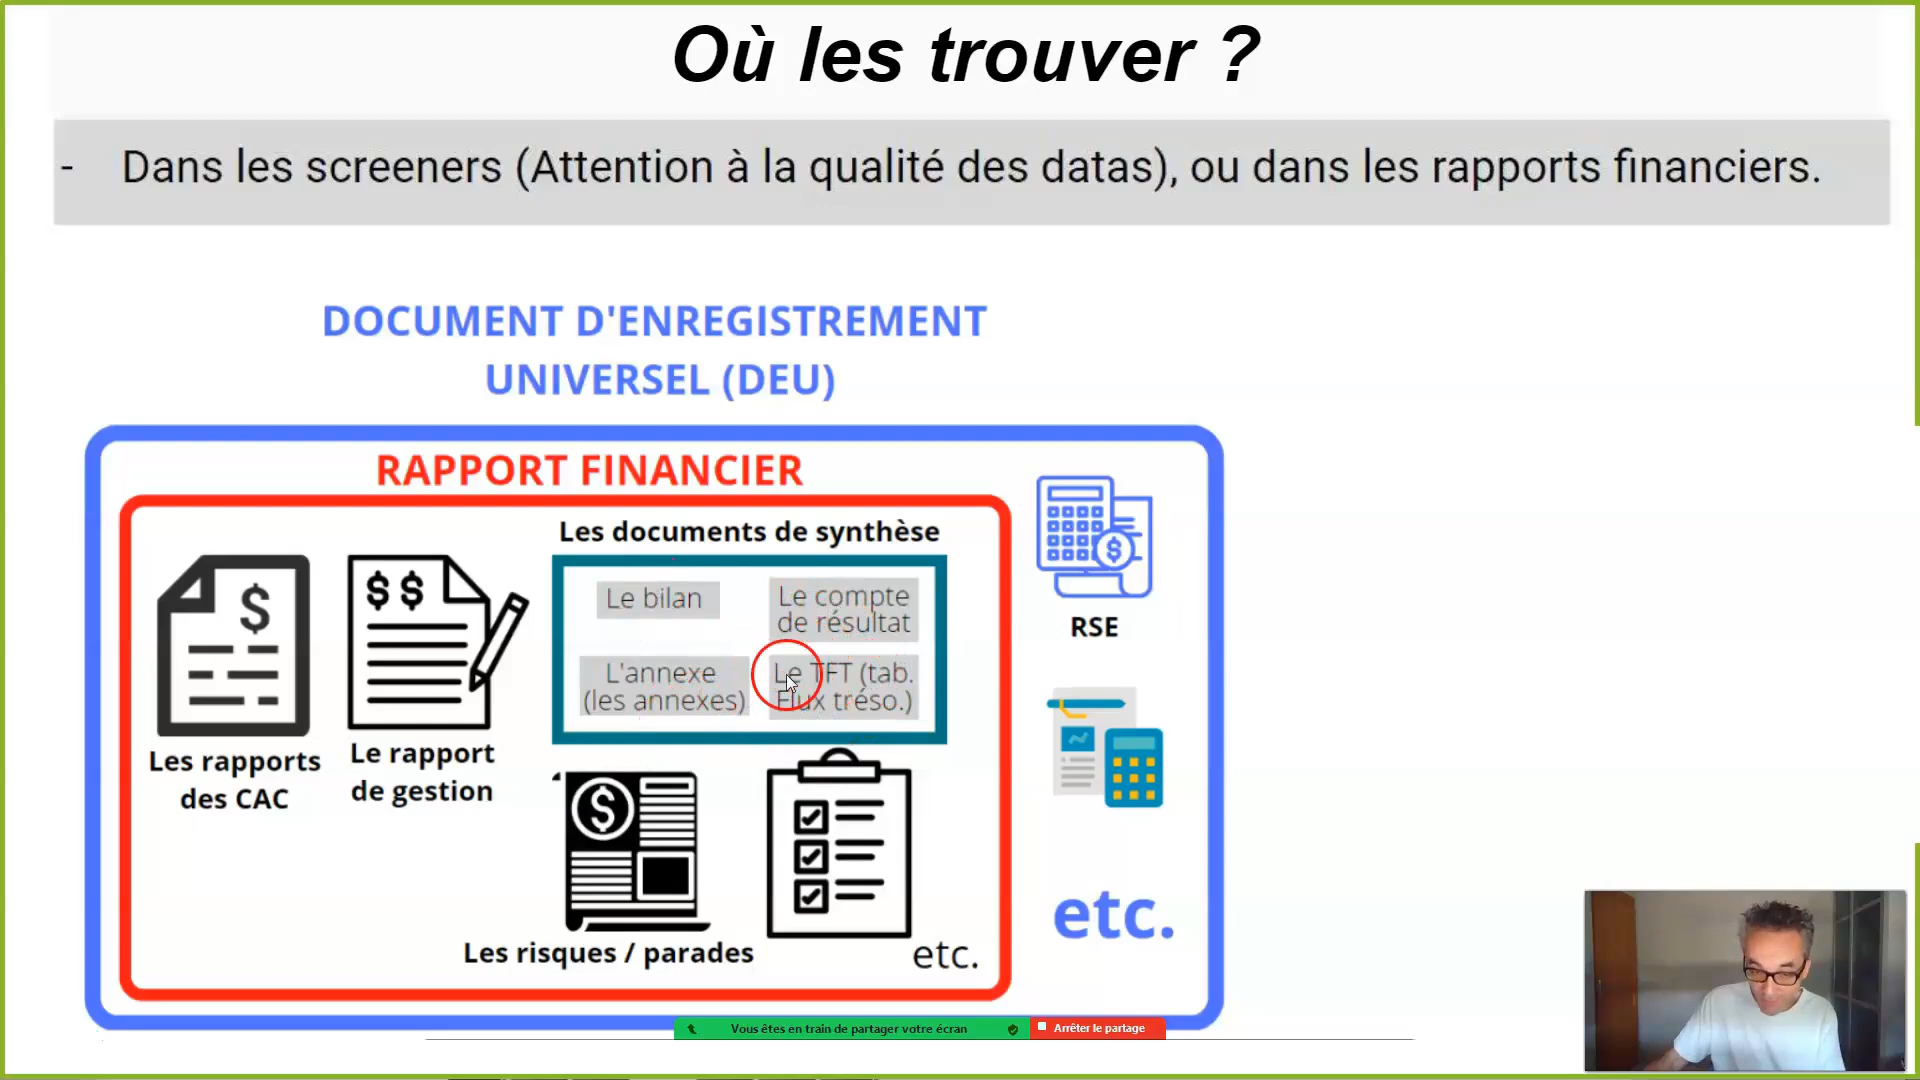 Où les trouver ?
- Dans les screeners (Attention à la qualité des datas), ou dans les rapports financiers.
DOCUMENT D'ENREGISTREMENT
UNIVERSEL (DEU)
RAPPORT FINANCIER
Les documents de synthèse
Le bilan
Le compte
de résultat
L'annexe
(les annexes)
Le TFT (tab.
Flux tréso.)
$
$ $
Les rapports
des CAC
Le rapport
de gestion
$
Les risques / parades
etc.
$
RSE
etc.
Vous êtes en train de partager votre écran
Arrêter le partage